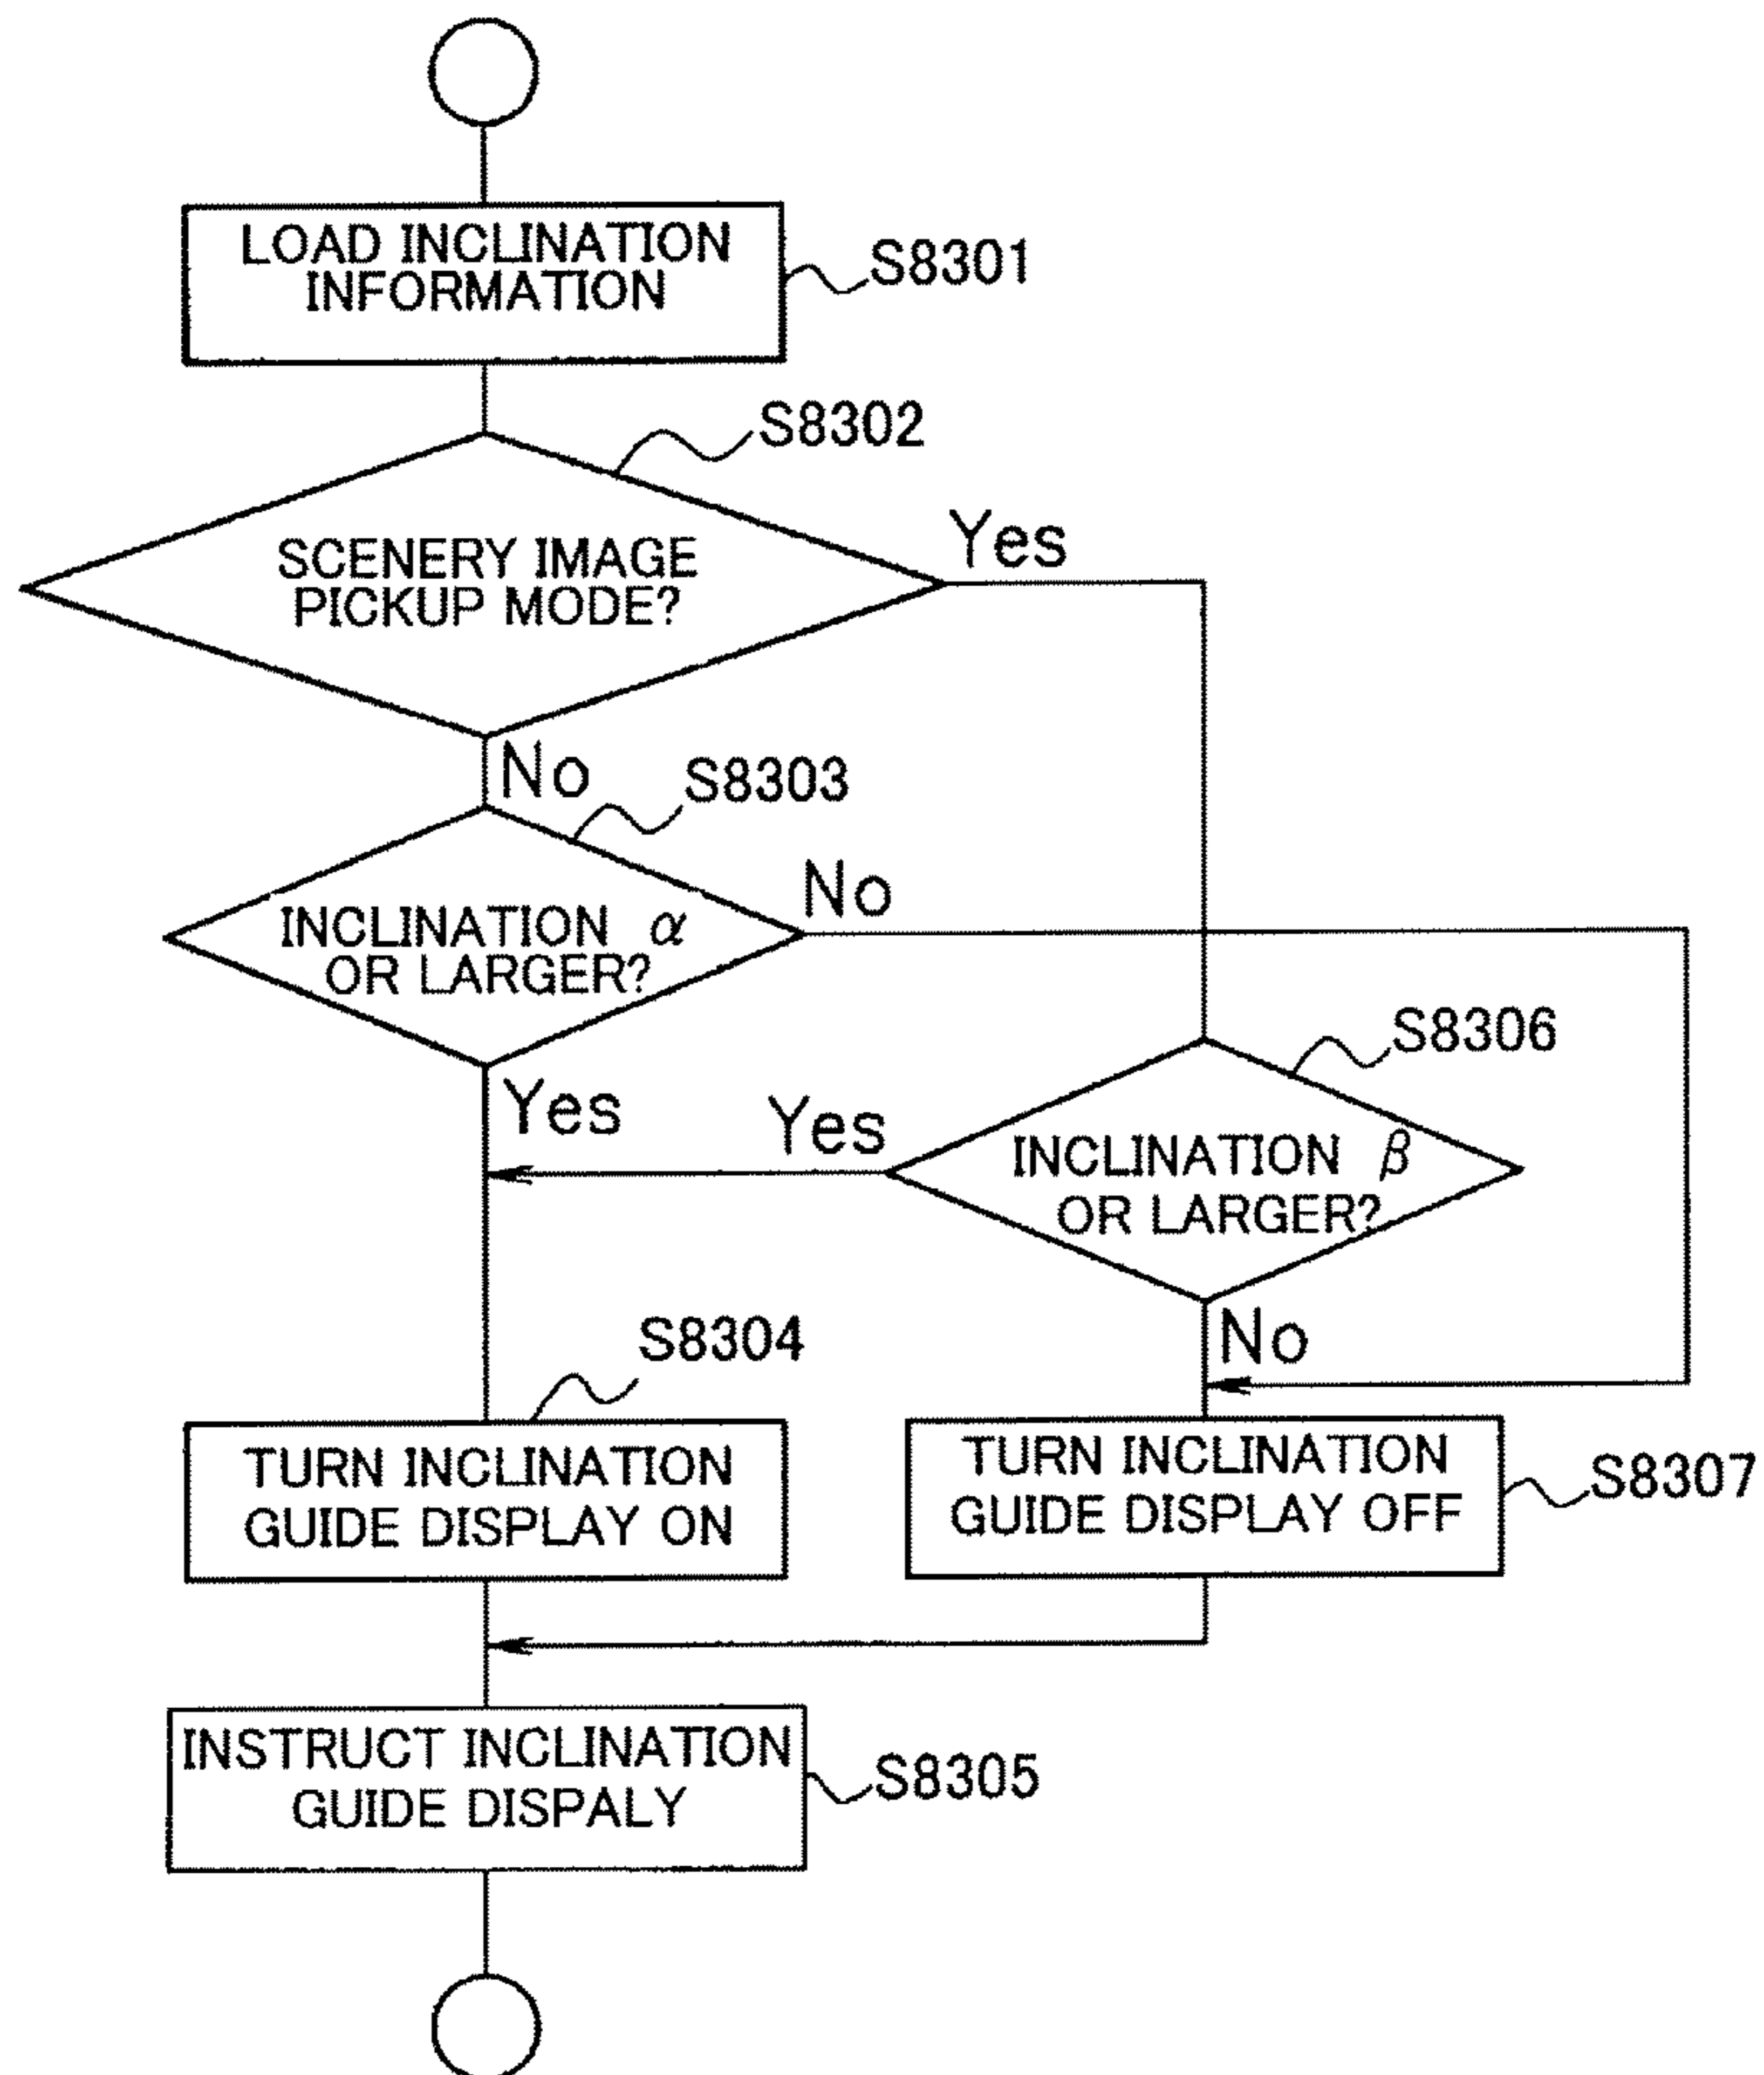 LOAD INCLINATION
INFORMATION
S8301
S8302
SCENERY IMAGE
PICKUP MODE?
Yes
No
S8303
INCLINATION α
OR LARGER?
No
Yes
S8306
INCLINATION β
OR LARGER?
Yes
No
S8304
TURN INCLINATION
GUIDE DISPLAY ON
TURN INCLINATION
GUIDE DISPLAY OFF
S8307
INSTRUCT INCLINATION
GUIDE DISPALY
S8305